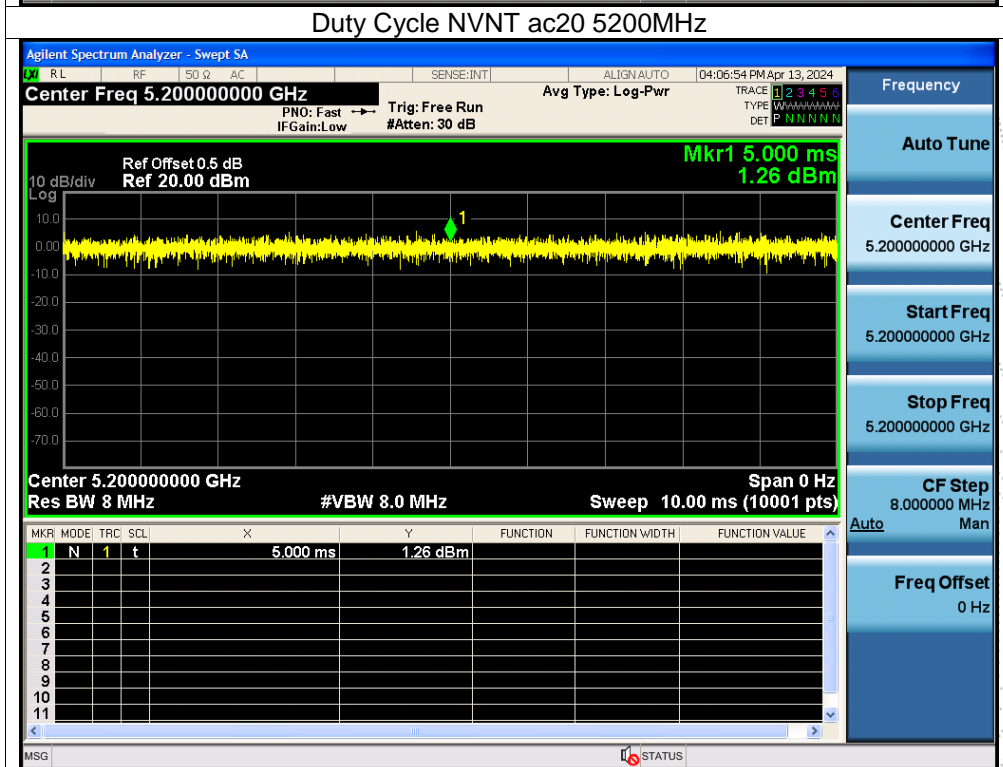 Duty Cycle NVNT ac20 5200MHz
Agilent Spectrum Analyzer - Swept SA
LXI RL RF 50 Ω AC SENSE:INT ALIGNAUTO 04:06:54 PM Apr 13, 2024
Center Freq 5.200000000 GHz
PNO: Fast
IFGain:Low
Trig: Free Run
#Atten: 30 dB
Avg Type: Log-Pwr
TRACE 1 2 3 4 5 6
TYPE WWWWWW
DET P N N N N N
Ref Offset 0.5 dB
10 dB/div Ref 20.00 dBm
Log
Mkr1 5.000 ms
1.26 dBm
10.0
0.00
-10.0
-20.0
-30.0
-40.0
-50.0
-60.0
-70.0
1
Center 5.200000000 GHz Span 0 Hz
Res BW 8 MHz #VBW 8.0 MHz Sweep 10.00 ms (10001 pts)
MKR MODE TRC SCL X Y FUNCTION FUNCTION WIDTH FUNCTION VALUE
1 N 1 t 5.000 ms 1.26 dBm
2
3
4
5
6
7
8
9
10
11
MSG STATUS
Frequency
Auto Tune
Center Freq
5.200000000 GHz
Start Freq
5.200000000 GHz
Stop Freq
5.200000000 GHz
CF Step
8.000000 MHz
Auto Man
Freq Offset
0 Hz